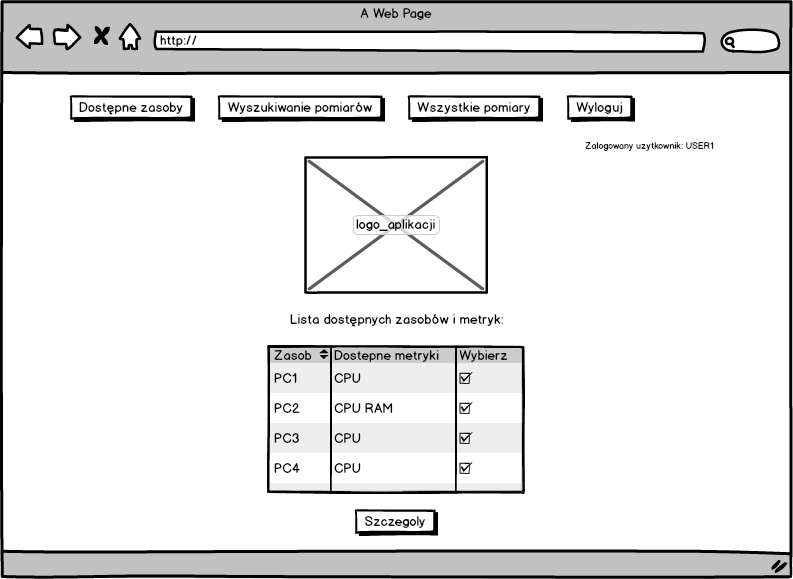 A Web Page
http://
Dostępne zasoby Wyszukiwanie pomiarów Wszystkie pomiary Wyloguj
Zalogowany uzytkownik: USER1
logo_aplikacji
Lista dostępnych zasobów i metryk:
Zasob Dostepne metryki Wybierz
PC1 CPU
PC2 CPU RAM
PC3 CPU
PC4 CPU
Szczegoly